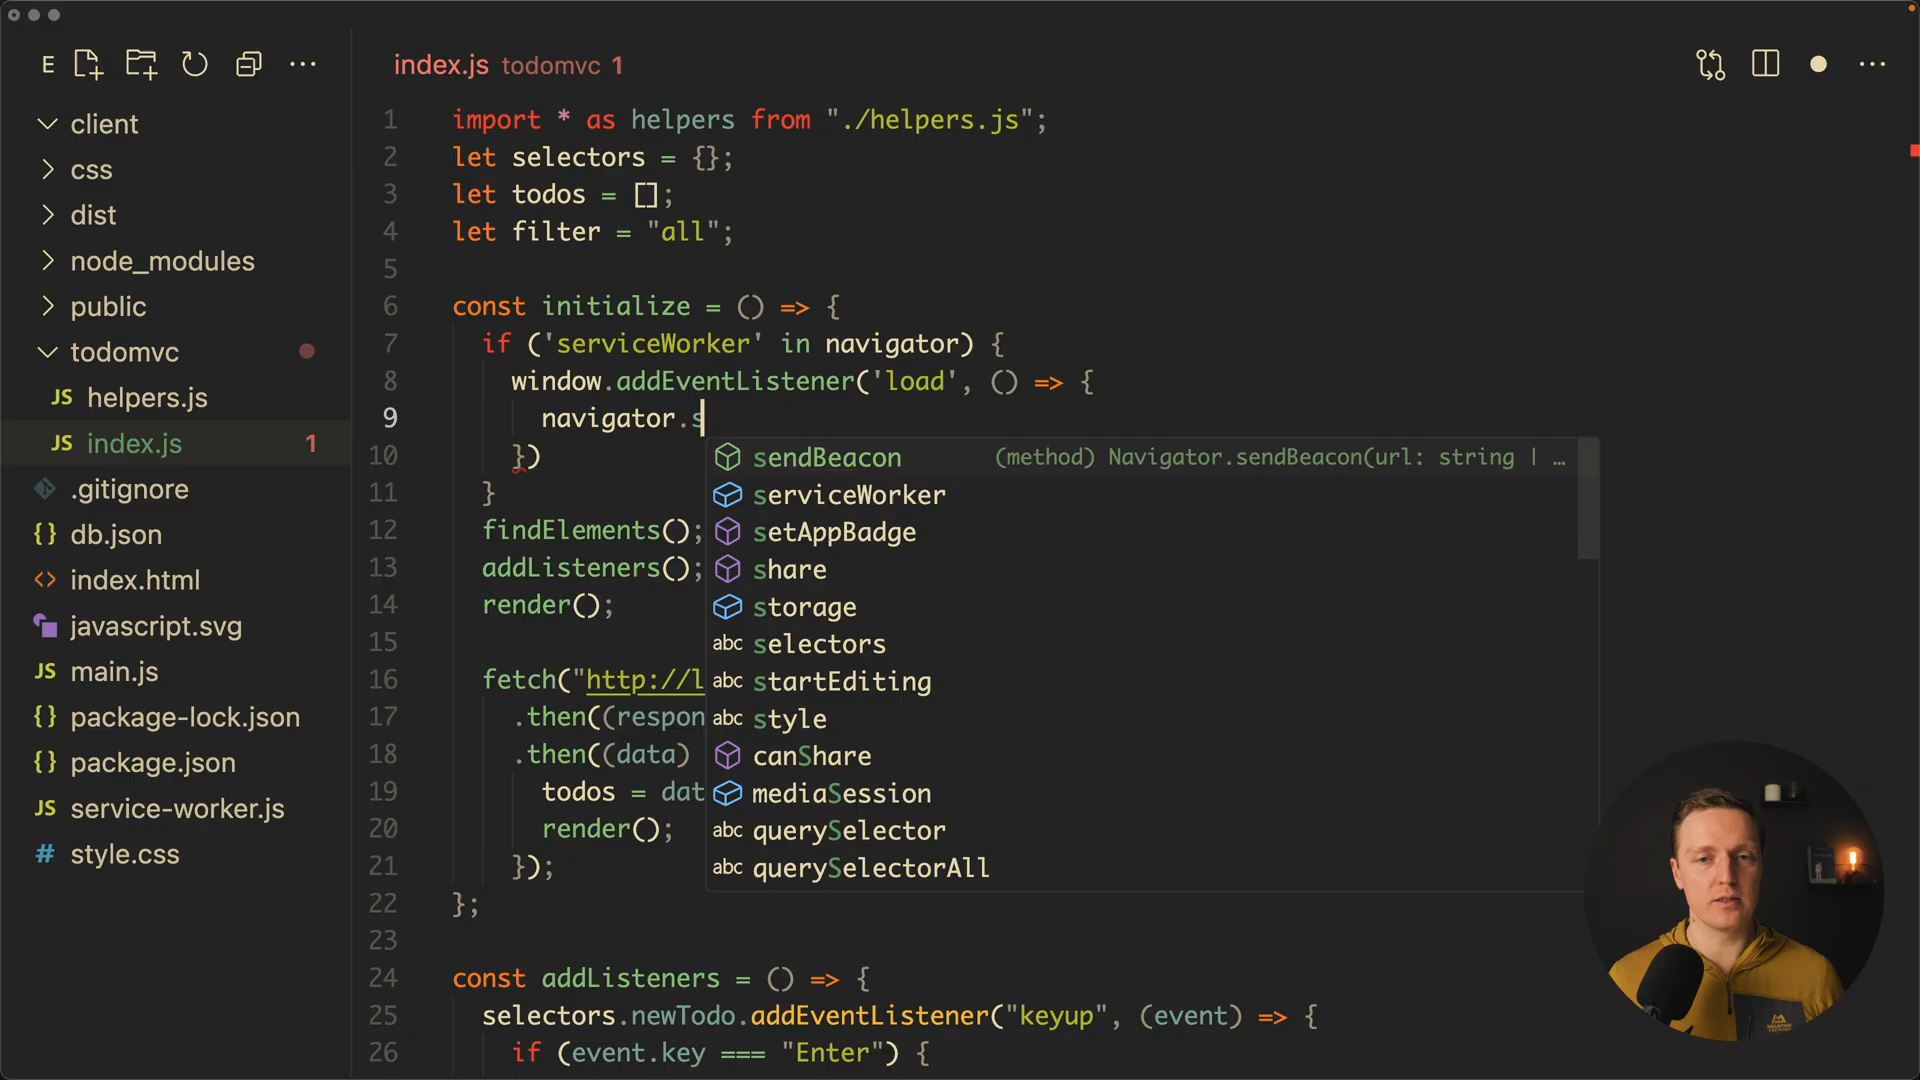 E
client
css
dist
node_modules
public
todomvc
JS helpers.js
JS index.js 1
.gitignore
{} db.json
<> index.html
javascript.svg
JS main.js
{} package-lock.json
{} package.json
JS service-worker.js
# style.css
index.js todomvc 1
1 import * as helpers from "./helpers.js";
2 let selectors = {};
3 let todos = [];
4 let filter = "all";
5
6 const initialize = () => {
7 if ('serviceWorker' in navigator) {
8 window.addEventListener('load', () => {
9 navigator.s
10 })
11 }
12 findElements();
13 addListeners();
14 render();
15
16 fetch("http://l
17 .then((respon
18 .then((data)
19 todos = dat
20 render();
21 });
22 };
23
24 const addListeners = () => {
25 selectors.newTodo.addEventListener("keyup", (event) => {
26 if (event.key === "Enter") {
sendBeacon (method) Navigator.sendBeacon(url: string | …
serviceWorker
setAppBadge
share
storage
abc selectors
abc startEditing
abc style
canShare
mediaSession
abc querySelector
abc querySelectorAll